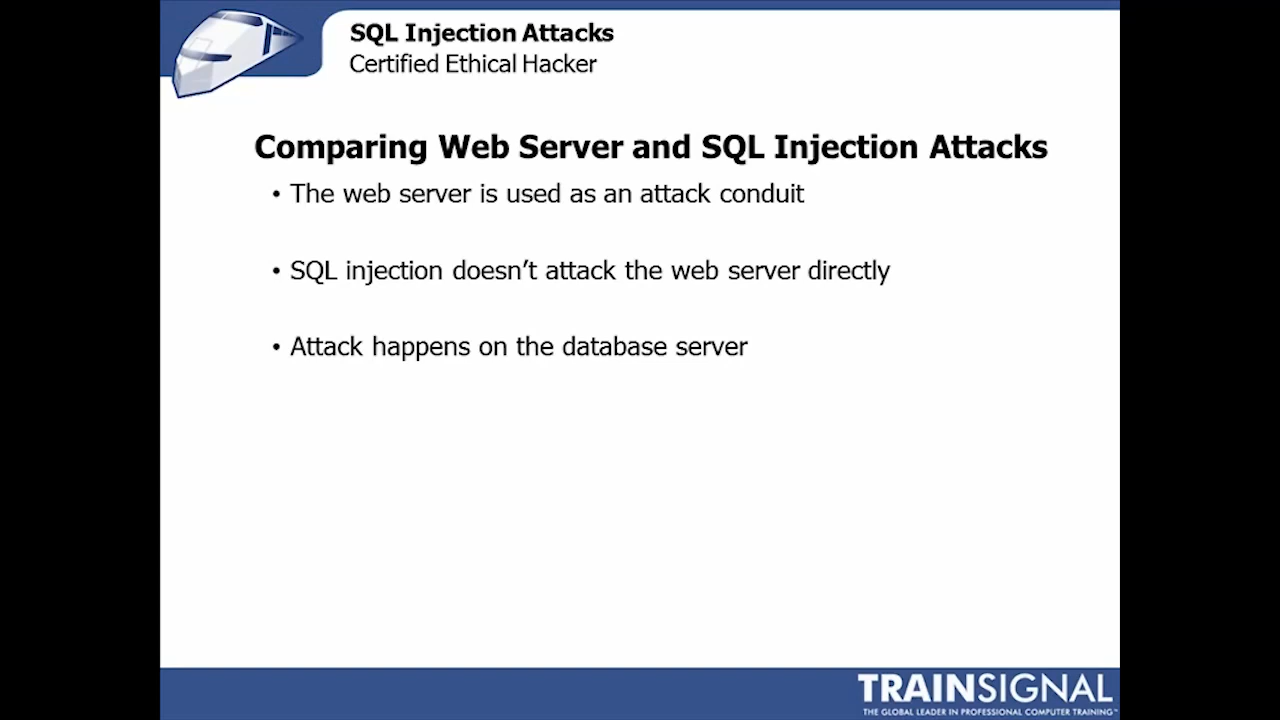 SQL Injection Attacks
Certified Ethical Hacker
Comparing Web Server and SQL Injection Attacks
• The web server is used as an attack conduit
• SQL injection doesn’t attack the web server directly
• Attack happens on the database server
TRAINSIGNAL
THE GLOBAL LEADER IN PROFESSIONAL COMPUTER TRAINING™